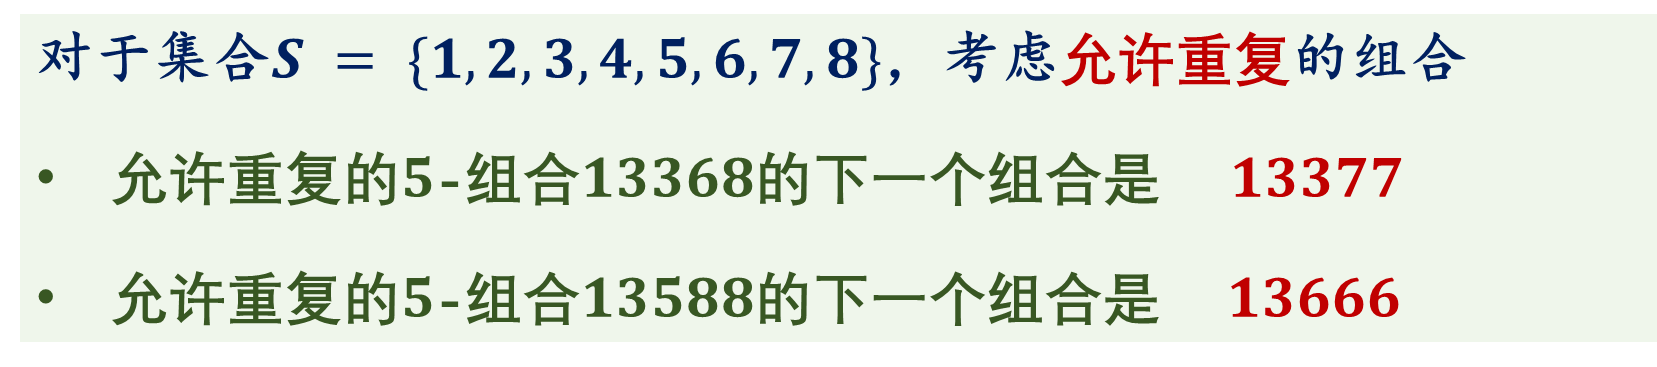 对于集合S = {1,2,3,4,5,6,7,8}，考虑允许重复的组合
• 允许重复的5-组合13368的下一个组合是 13377
• 允许重复的5-组合13588的下一个组合是 13666